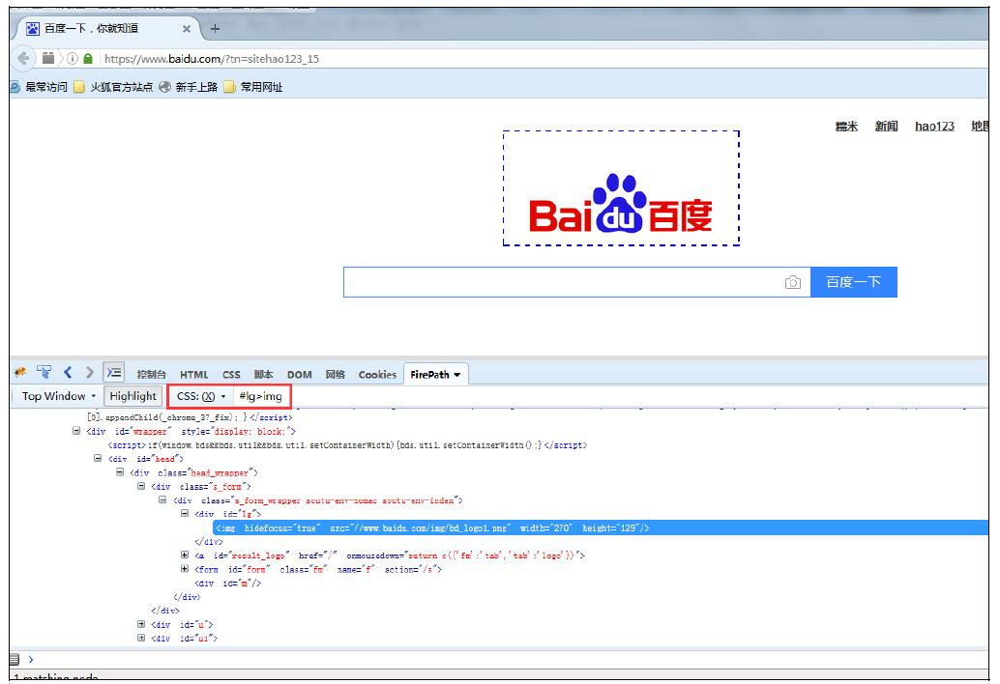 百度一下，你就知道
https://www.baidu.com/?tn=sitehao123_15
最常访问 火狐官方站点 新手上路 常用网址
糯米 新闻 hao123 地图
Bai du 百度
百度一下
控制台 HTML CSS 脚本 DOM 网络 Cookies FirePath
Top Window Highlight CSS: (X) #lg>img
[0].appendChild(_chrome_37_fix); }</script>
<div id="wrapper" style="display: block;">
<script>if(window.bds&&bds.util&&bds.util.setContainerWidth){bds.util.setContainerWidth();}</script>
<div id="head">
<div class="head_wrapper">
<div class="s_form">
<div class="s_form_wrapper soutu-env-nomac soutu-env-index">
<div id="lg">
<img hidefocus="true" src="//www.baidu.com/img/bd_logo1.png" width="270" height="129"/>
</div>
<a id="result_logo" href="/" onmousedown="return c({'fm':'tab','tab':'logo'})">
<form id="form" class="fm" name="f" action="/s">
<div id="m"/>
</div>
</div>
<div id="u">
<div id="u1">
1 matching node